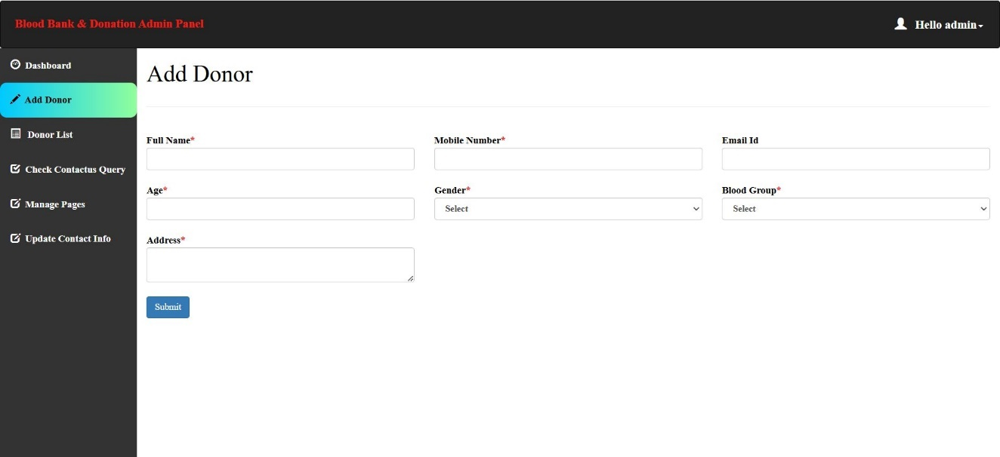 Blood Bank & Donation Admin Panel
Hello admin
Dashboard
Add Donor
Donor List
Check Contactus Query
Manage Pages
Update Contact Info
Add Donor
Full Name* Mobile Number* Email Id
Age* Gender* Blood Group*
Select Select
Address*
Submit